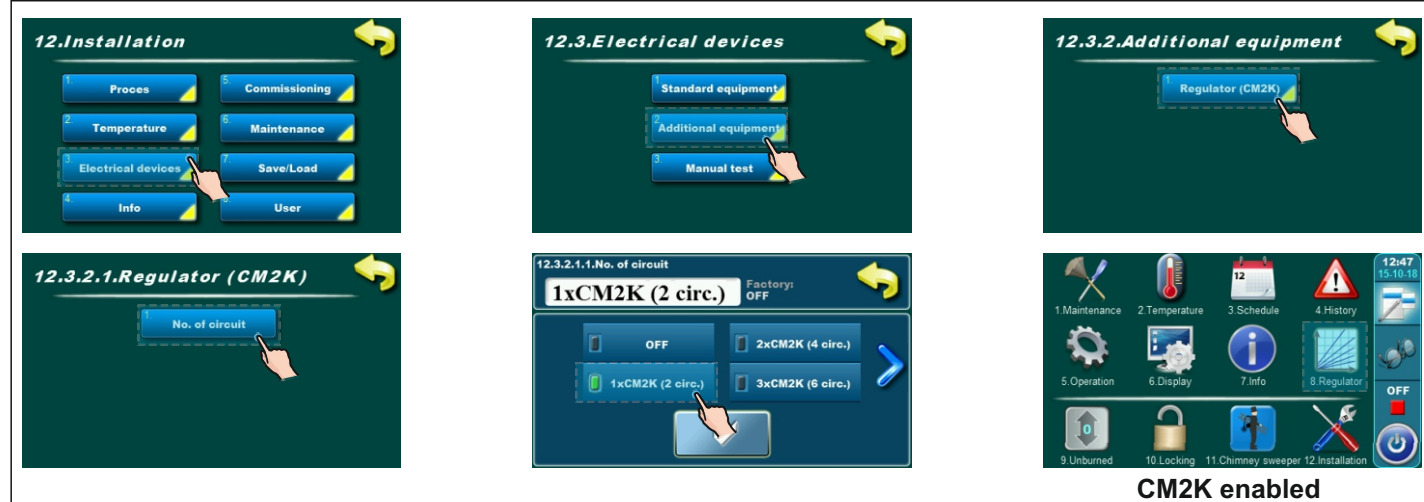 12.Installation
1. Proces
5. Commissioning
2. Temperature
6. Maintenance
3. Electrical devices
7. Save/Load
4. Info
User
12.3.Electrical devices
1. Standard equipment
2. Additional equipment
3. Manual test
12.3.2.Additional equipment
1. Regulator (CM2K)
12.3.2.1.Regulator (CM2K)
1. No. of circuit
12.3.2.1.1.No. of circuit
1xCM2K (2 circ.)
Factory:
OFF
OFF
2xCM2K (4 circ.)
1xCM2K (2 circ.)
3xCM2K (6 circ.)
12:47
15-10-18
12
1.Maintenance
2.Temperature
3.Schedule
4.History
5.Operation
6.Display
7.Info
8.Regulator
OFF
0
9.Unburned
10.Locking
11.Chimney sweeper
12.Installation
CM2K enabled